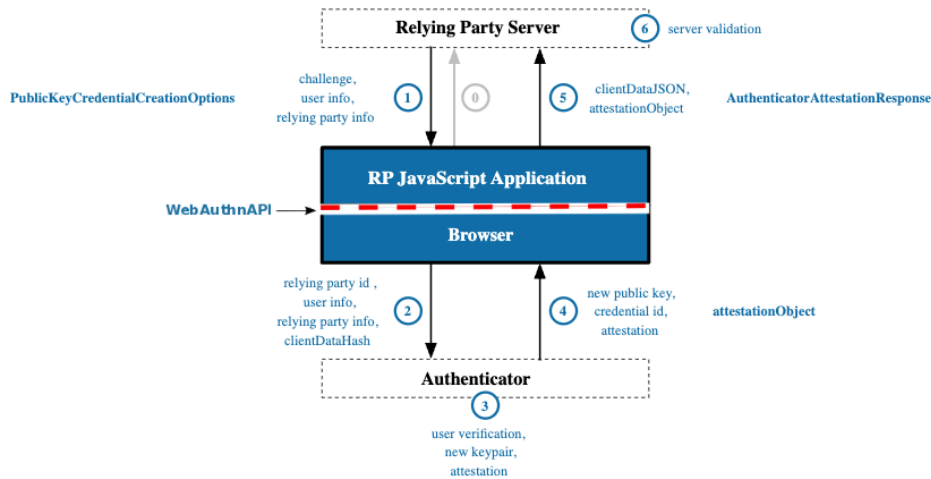 Relying Party Server
6 server validation
PublicKeyCredentialCreationOptions
challenge,
user info,
relying party info
1
0
5
clientDataJSON,
attestationObject
AuthenticatorAttestationResponse
RP JavaScript Application
WebAuthnAPI
Browser
relying party id ,
user info,
relying party info,
clientDataHash
2
4
new public key,
credential id,
attestation
attestationObject
Authenticator
3
user verification,
new keypair,
attestation